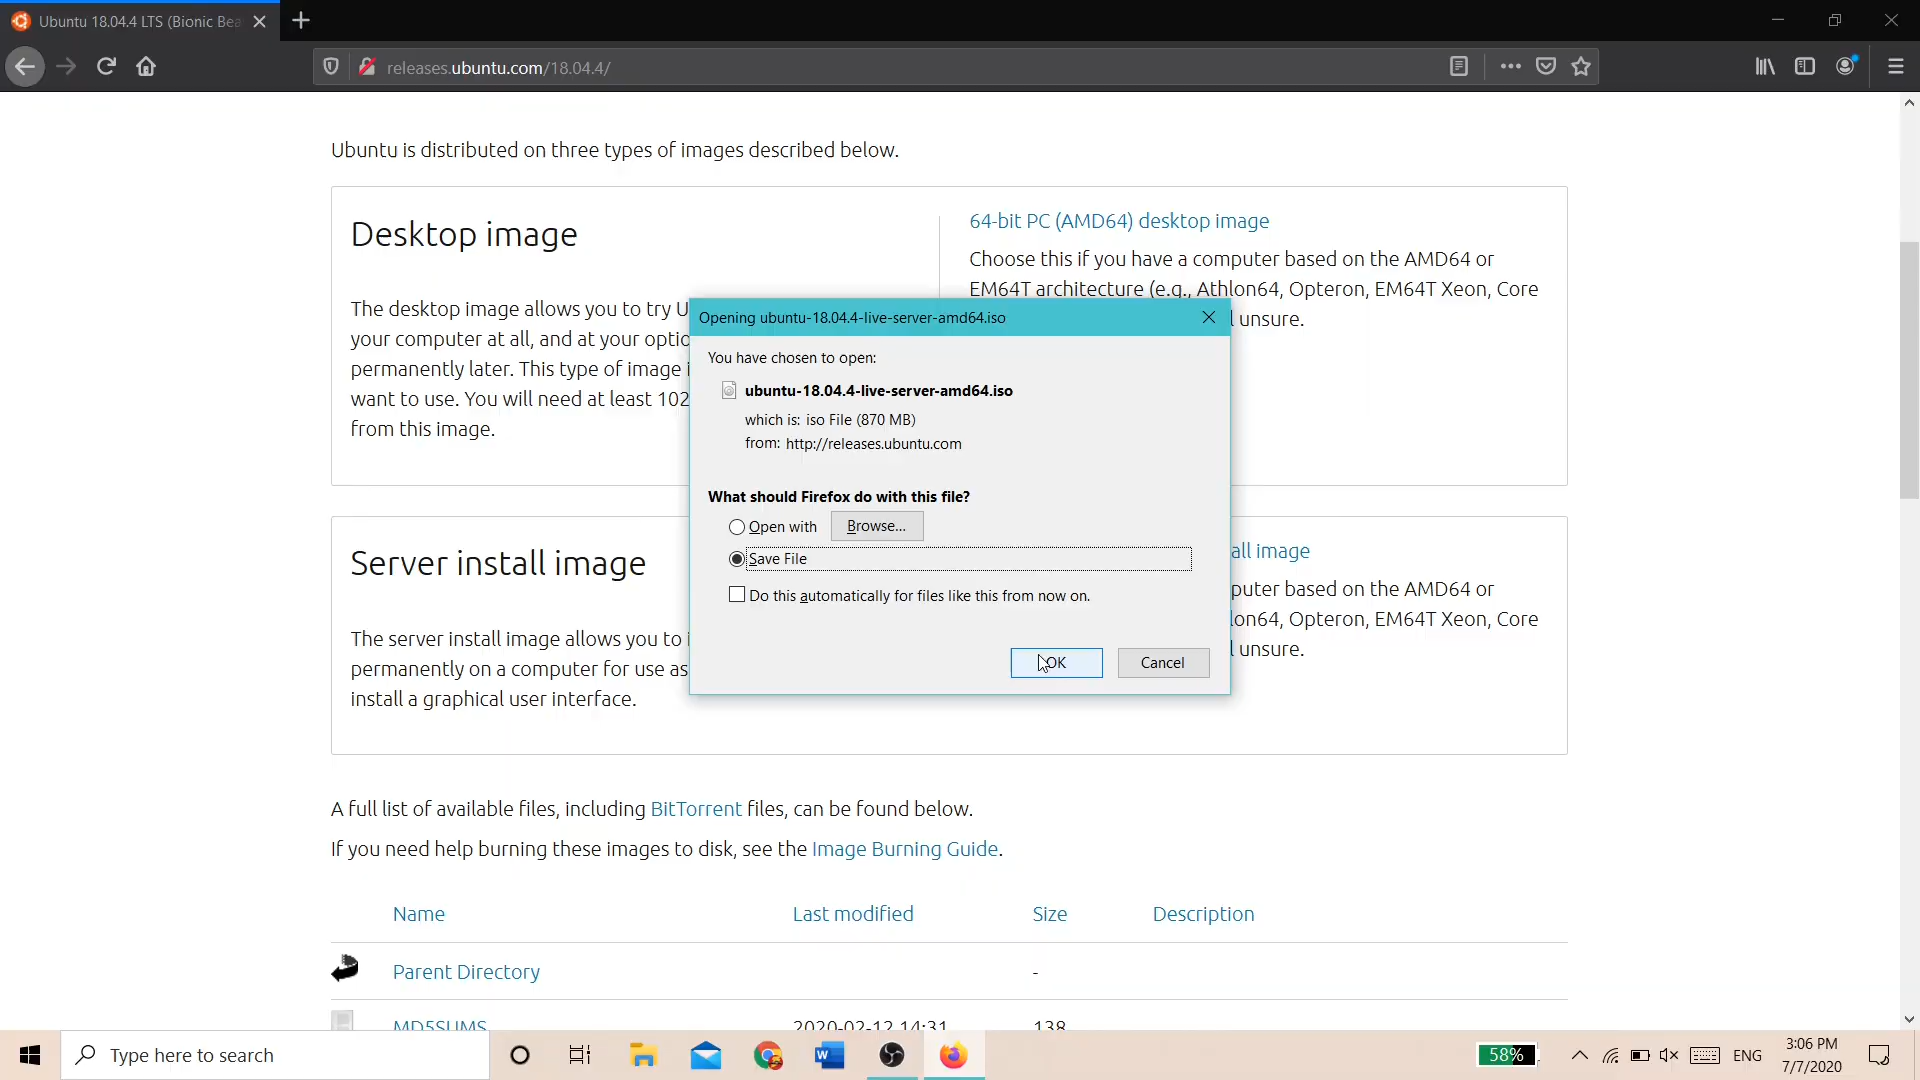 Ubuntu 18.04.4 LTS (Bionic Bea
releases.ubuntu.com/18.04.4/
Ubuntu is distributed on three types of images described below.
Desktop image
The desktop image allows you to try U
your computer at all, and at your optio
permanently later. This type of image i
want to use. You will need at least 102
from this image.
64-bit PC (AMD64) desktop image
Choose this if you have a computer based on the AMD64 or
EM64T architecture (e.g., Athlon64, Opteron, EM64T Xeon, Core
l unsure.
Opening ubuntu-18.04.4-live-server-amd64.iso
You have chosen to open:
ubuntu-18.04.4-live-server-amd64.iso
which is: iso File (870 MB)
from: http://releases.ubuntu.com
What should Firefox do with this file?
Open with Browse...
Save File
Do this automatically for files like this from now on.
OK Cancel
Server install image
The server install image allows you to i
permanently on a computer for use as
install a graphical user interface.
all image
puter based on the AMD64 or
lon64, Opteron, EM64T Xeon, Core
l unsure.
A full list of available files, including BitTorrent files, can be found below.
If you need help burning these images to disk, see the Image Burning Guide.
Name Last modified Size Description
Parent Directory -
MD5SUMS 2020-02-12 14:31 138
Type here to search
58%
ENG
3:06 PM
7/7/2020